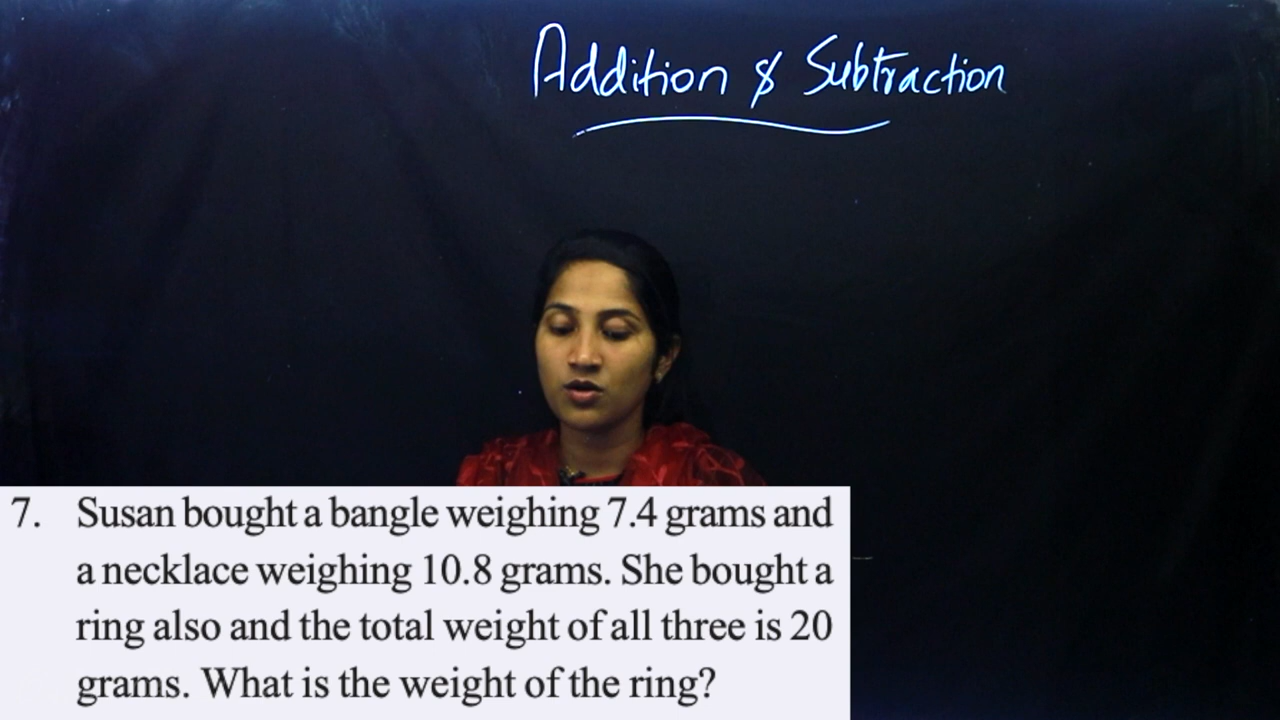 Addition & Subtraction
7. Susan bought a bangle weighing 7.4 grams and
a necklace weighing 10.8 grams. She bought a
ring also and the total weight of all three is 20
grams. What is the weight of the ring?